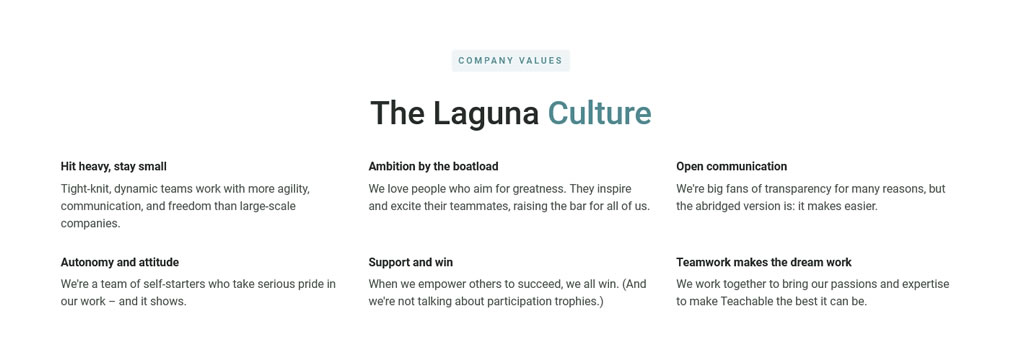 COMPANY VALUES
The Laguna Culture
Hit heavy, stay small
Tight-knit, dynamic teams work with more agility,
communication, and freedom than large-scale
companies.
Ambition by the boatload
We love people who aim for greatness. They inspire
and excite their teammates, raising the bar for all of us.
Open communication
We're big fans of transparency for many reasons, but
the abridged version is: it makes easier.
Autonomy and attitude
We're a team of self-starters who take serious pride in
our work – and it shows.
Support and win
When we empower others to succeed, we all win. (And
we're not talking about participation trophies.)
Teamwork makes the dream work
We work together to bring our passions and expertise
to make Teachable the best it can be.